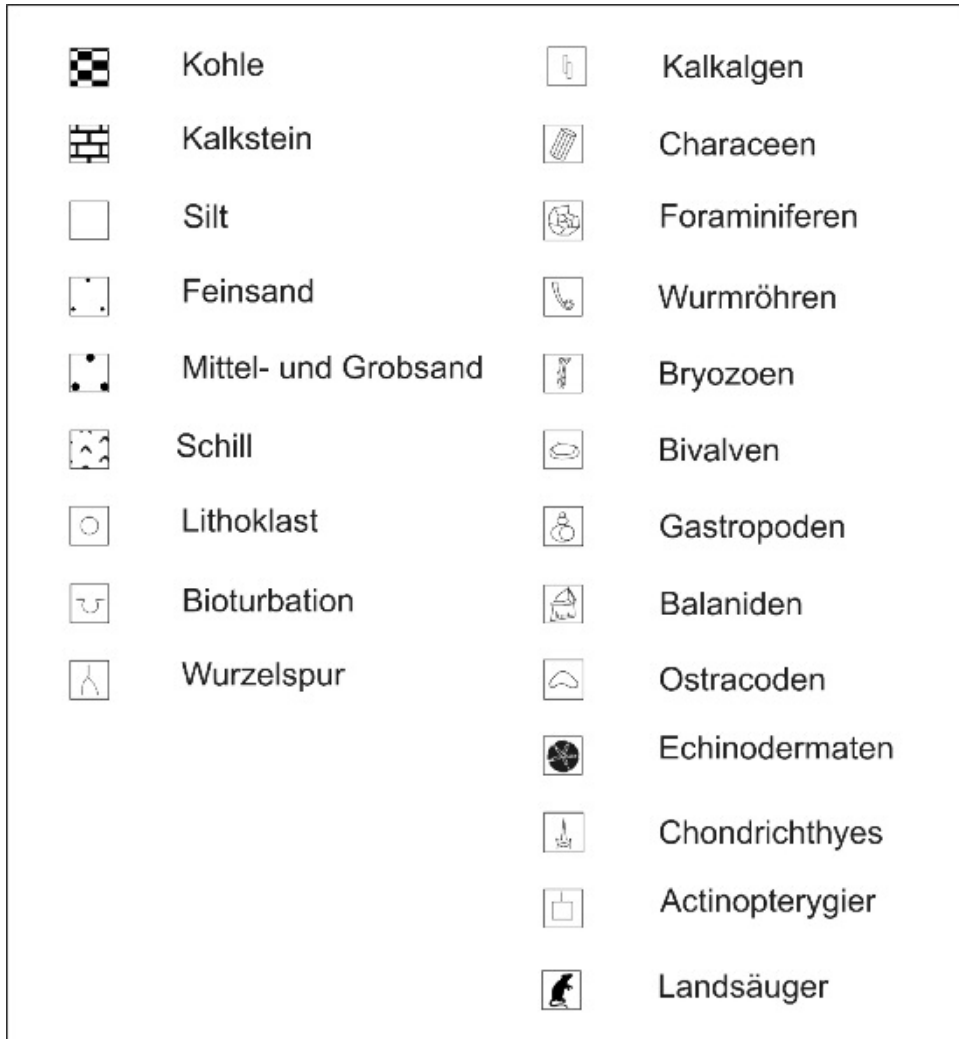 Kohle
Kalkstein
Silt
Feinsand
Mittel- und Grobsand
Schill
Lithoklast
Bioturbation
Wurzelspur
Kalkalgen
Characeen
Foraminiferen
Wurmröhren
Bryozoen
Bivalven
Gastropoden
Balaniden
Ostracoden
Echinodermaten
Chondrichthyes
Actinopterygier
Landsäuger